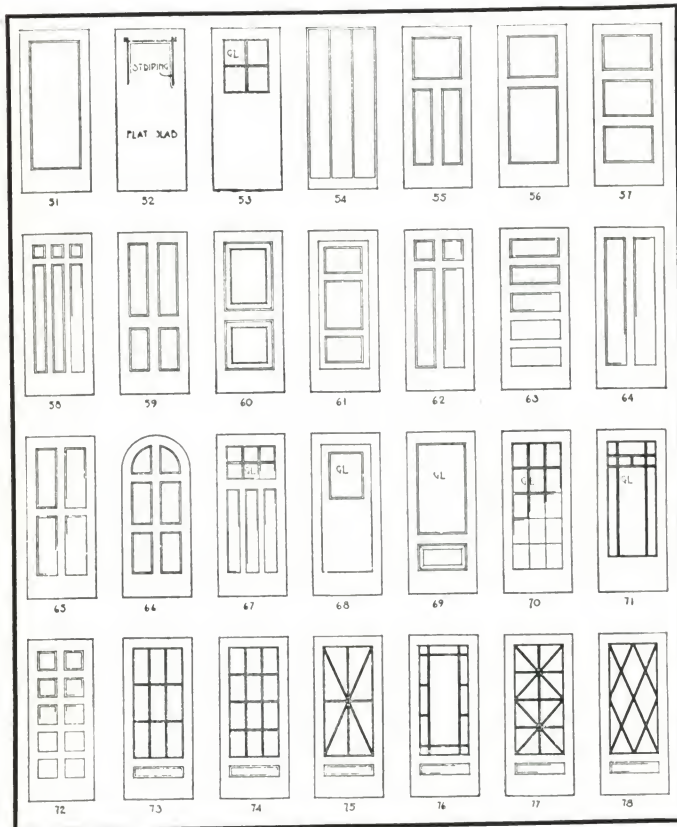 STRIPING
GL
FLAT SLAB
51 52 53 54 55 56 57
58 59 60 61 62 63 64
GL GL GL GL GL
65 66 67 68 69 70 71
72 73 74 75 76 77 78